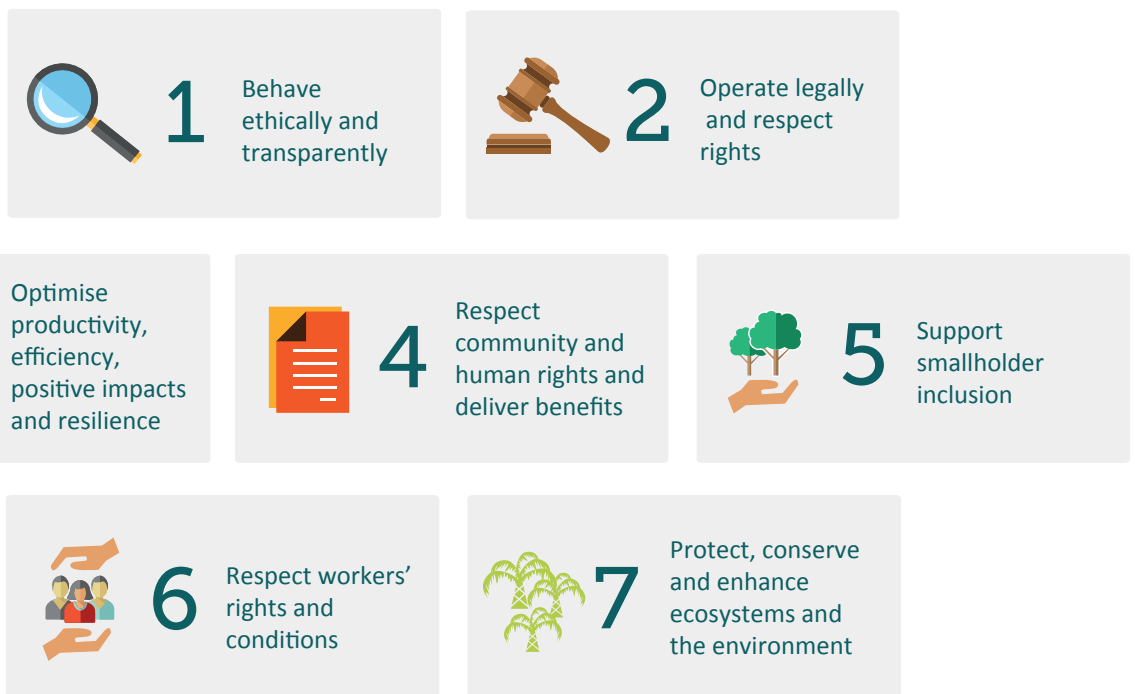 1
Behave
ethically and
transparently
2
Operate legally
and respect
rights
Optimise
productivity,
efficiency,
positive impacts
and resilience
4
Respect
community and
human rights and
deliver benefits
5
Support
smallholder
inclusion
6
Respect workers’
rights and
conditions
7
Protect, conserve
and enhance
ecosystems and
the environment